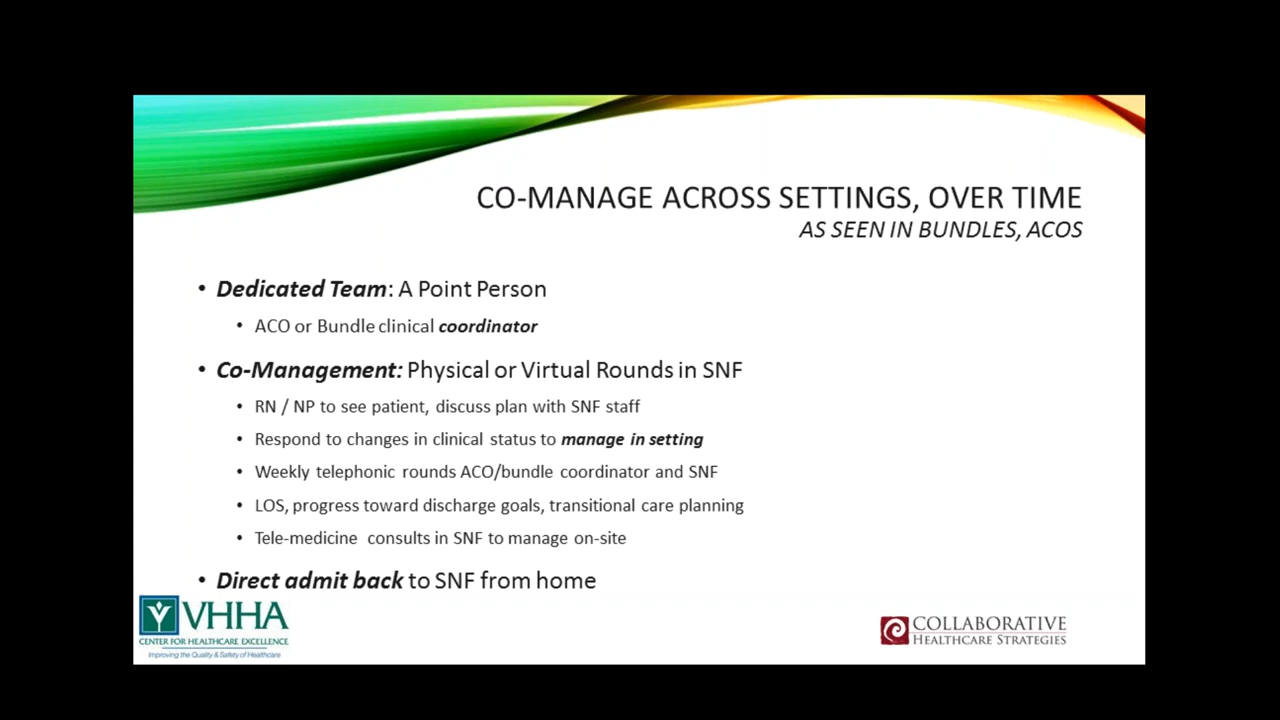 CO-MANAGE ACROSS SETTINGS, OVER TIME
AS SEEN IN BUNDLES, ACOS
• Dedicated Team: A Point Person
• ACO or Bundle clinical coordinator
• Co-Management: Physical or Virtual Rounds in SNF
• RN / NP to see patient, discuss plan with SNF staff
• Respond to changes in clinical status to manage in setting
• Weekly telephonic rounds ACO/bundle coordinator and SNF
• LOS, progress toward discharge goals, transitional care planning
• Tele-medicine consults in SNF to manage on-site
• Direct admit back to SNF from home
VHHA
CENTER FOR HEALTHCARE EXCELLENCE
Improving the Quality & Safety of Healthcare
COLLABORATIVE
HEALTHCARE STRATEGIES